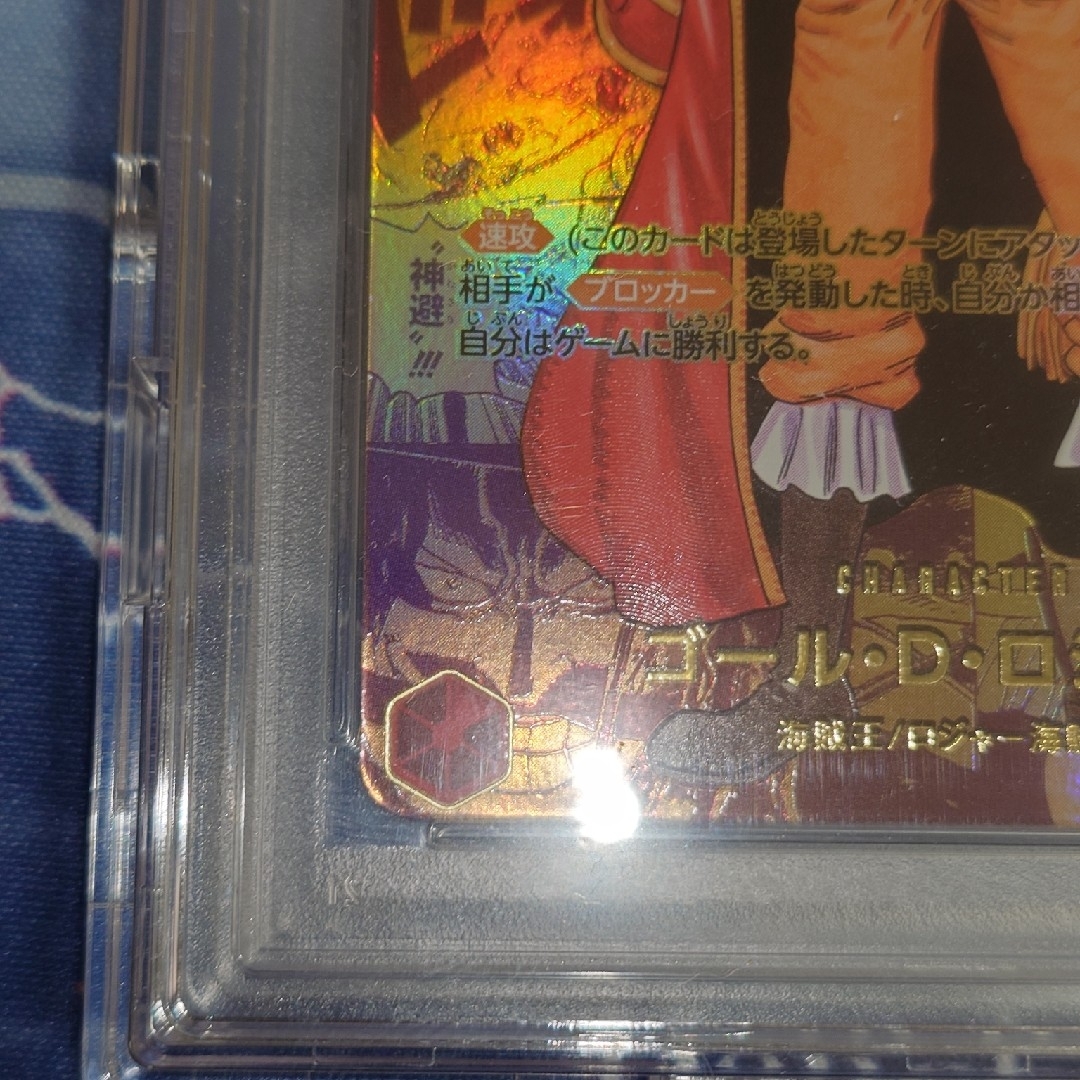 速攻 (このカードは登場したターンにアタッ
相手が ブロッカー を発動した時、自分か相
自分はゲームに勝利する。
"神避"!!!
CHARACTER
ゴール・D・ロジ
海賊王/ロジャー海